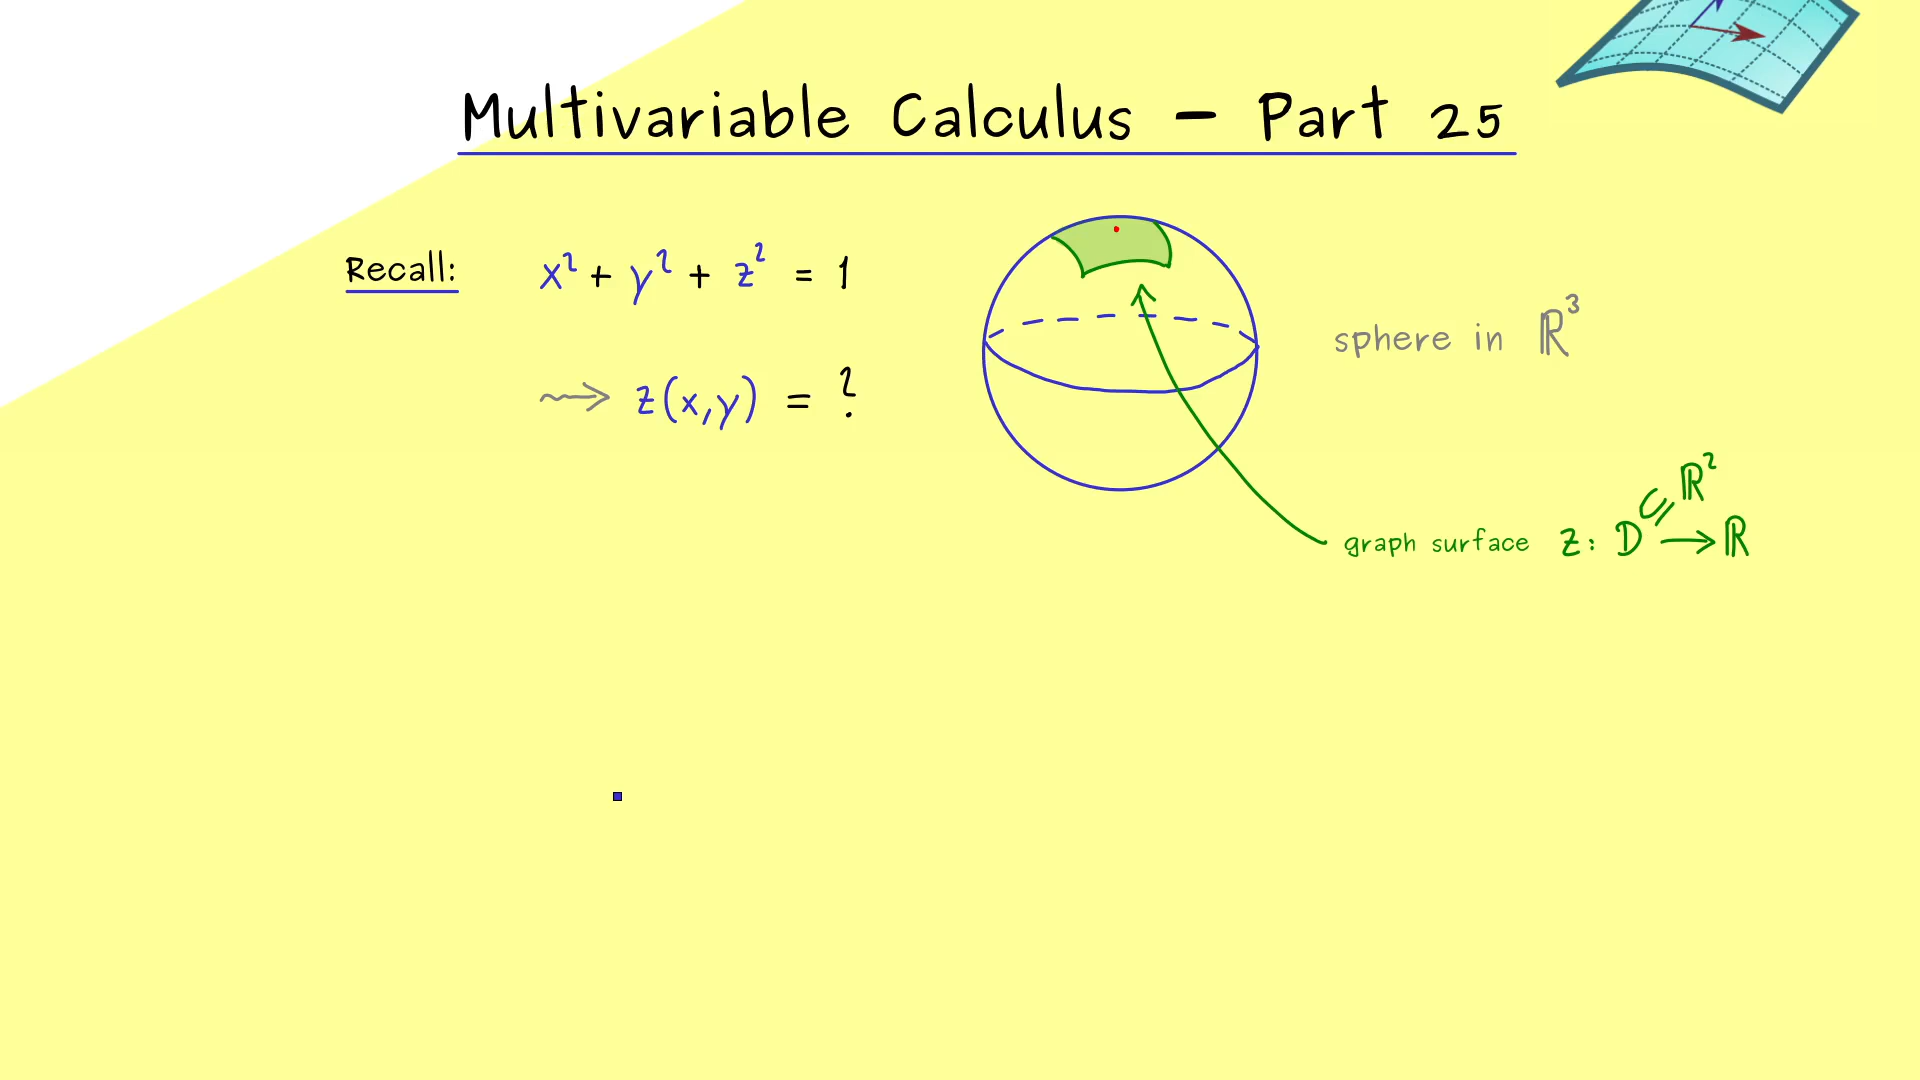 Multivariable Calculus – Part 25
Recall: x² + y² + z² = 1
sphere in ℝ³
⇝ z(x,y) = ?
graph surface z: D ⊆ ℝ² → ℝ